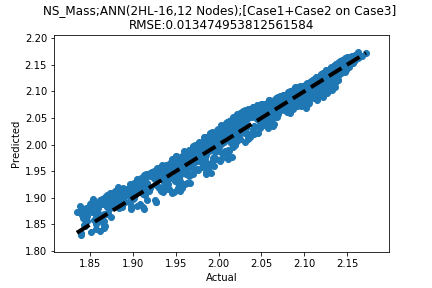 NS_Mass;ANN(2HL-16,12 Nodes);[Case1+Case2 on Case3]
RMSE:0.013474953812561584
2.20
2.15
2.10
2.05
2.00
1.95
1.90
1.85
1.80
Predicted
1.85 1.90 1.95 2.00 2.05 2.10 2.15
Actual